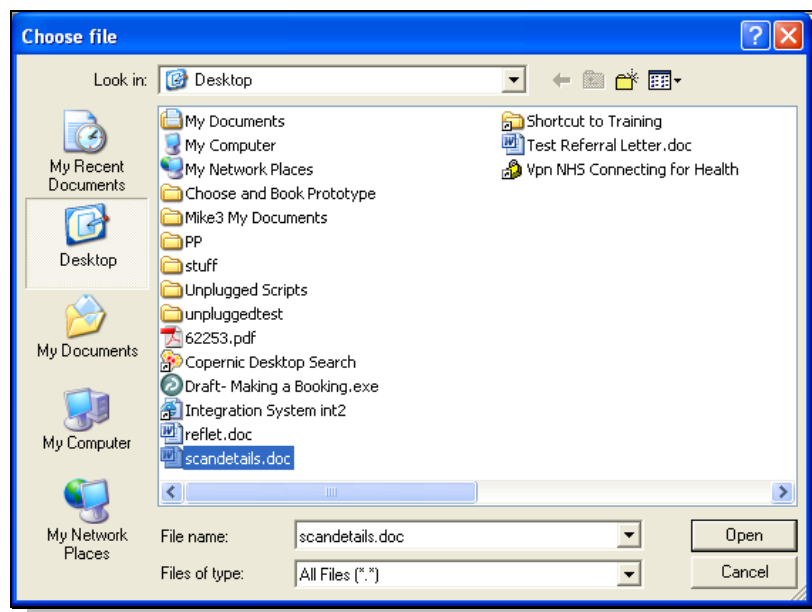 Choose file
Look in: Desktop
My Recent
Documents
Desktop
My Documents
My Computer
My Network
Places
My Documents
My Computer
My Network Places
Choose and Book Prototype
Mike3 My Documents
PP
stuff
Unplugged Scripts
unpluggedtest
62253.pdf
Copernic Desktop Search
Draft- Making a Booking.exe
Integration System int2
reflet.doc
scandetails.doc
Shortcut to Training
Test Referral Letter.doc
Vpn NHS Connecting for Health
File name: scandetails.doc Open
Files of type: All Files (*.*) Cancel